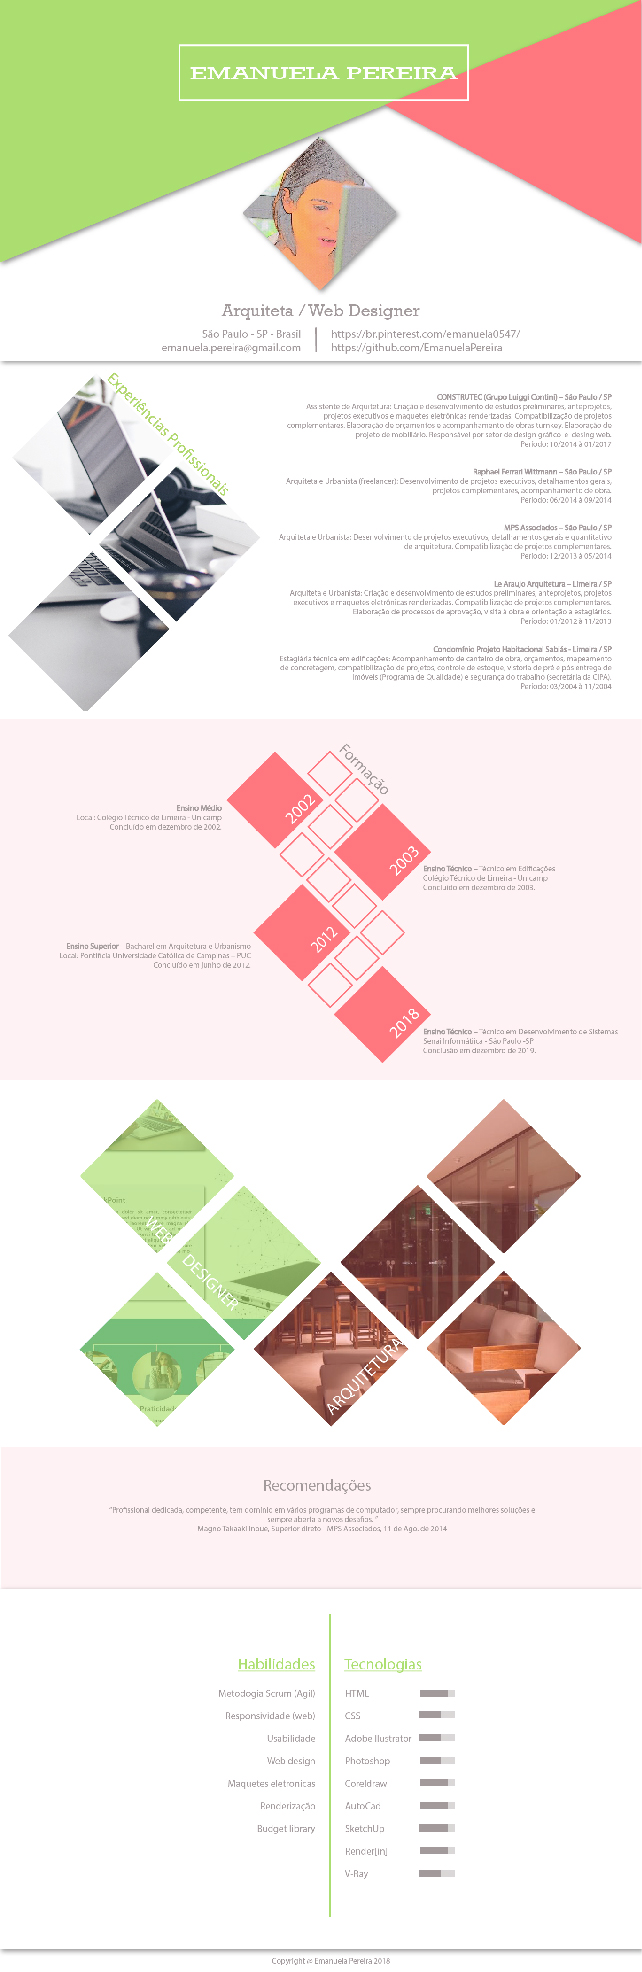 EMANUELA PEREIRA
Arquiteta / Web Designer
São Paulo - SP - Brasil
emanuela.pereira@gmail.com
https://br.pinterest.com/emanuela0547/
https://github.com/EmanuelaPereira
Experiências Profissionais
CONSTRUTEC (Grupo Luiggi Contini) – São Paulo / SP
Assistente de Arquitetura: Criação e desenvolvimento de estudos preliminares, anteprojetos,
projetos executivos e maquetes eletrônicas renderizadas. Compatibilização de projetos
complementares. Elaboração de orçamentos e acompanhamento de obras turnkey. Elaboração de
projeto de mobiliário. Responsável por setor de design gráfico e desing web.
Período: 10/2014 à 01/2017
Raphael Ferrari Wittmann – São Paulo / SP
Arquiteta e Urbanista (freelancer): Desenvolvimento de projetos executivos, detalhamentos gerais,
projetos complementares, acompanhamento de obra.
Período: 06/2014 à 09/2014
MPS Associados – São Paulo / SP
Arquiteta e Urbanista: Desenvolvimento de projetos executivos, detalhamentos gerais e quantitativo
de arquitetura. Compatibilização de projetos complementares.
Período: 12/2013 à 05/2014
Le Araujo Arquitetura – Limeira / SP
Arquiteta e Urbanista: Criação e desenvolvimento de estudos preliminares, anteprojetos, projetos
executivos e maquetes eletrônicas renderizadas. Compatibilização de projetos complementares.
Elaboração de processos de aprovação, visita à obra e orientação a estagiários.
Período: 01/2012 à 11/2013
Condomínio Projeto Habitacional Sabiás - Limeira / SP
Estagiária técnica em edificações: Acompanhamento de canteiro de obra, orçamentos, mapeamento
de concretagem, compatibilização de projetos, controle de estoque, vistoria de pré e pós entrega de
imóveis (Programa de Qualidade) e segurança do trabalho (secretária da CIPA).
Período: 03/2004 à 11/2004
Formação
2002
Ensino Médio
Local: Colégio Técnico de Limeira - Unicamp
Concluído em dezembro de 2002.
2003
Ensino Técnico – Técnico em Edificações
Colégio Técnico de Limeira - Unicamp
Concluído em dezembro de 2003.
2012
Ensino Superior – Bacharel em Arquitetura e Urbanismo
Local: Pontifícia Universidade Católica de Campinas – PUC
Concluído em junho de 2012.
2018
Ensino Técnico – Técnico em Desenvolvimento de Sistemas
Senai Informática - São Paulo -SP
Conclusão em dezembro de 2019.
WEB
DESIGNER
Praticidad
ARQUITETURA
Recomendações
"Profissional dedicada, competente, tem domínio em vários programas de computador, sempre procurando melhores soluções e
sempre aberta a novos desafios. "
Magno Takaaki Inoue, Superior direto - MPS Associados, 11 de Ago. de 2014
Habilidades
Metodogia Scrum (Agil)
Responsividade (web)
Usabilidade
Web design
Maquetes eletronicas
Renderização
Budget library
Tecnologias
HTML
CSS
Adobe Ilustrator
Photoshop
Coreldraw
AutoCad
SketchUp
Render[in]
V-Ray
Copyright @ Emanuela Pereira 2018